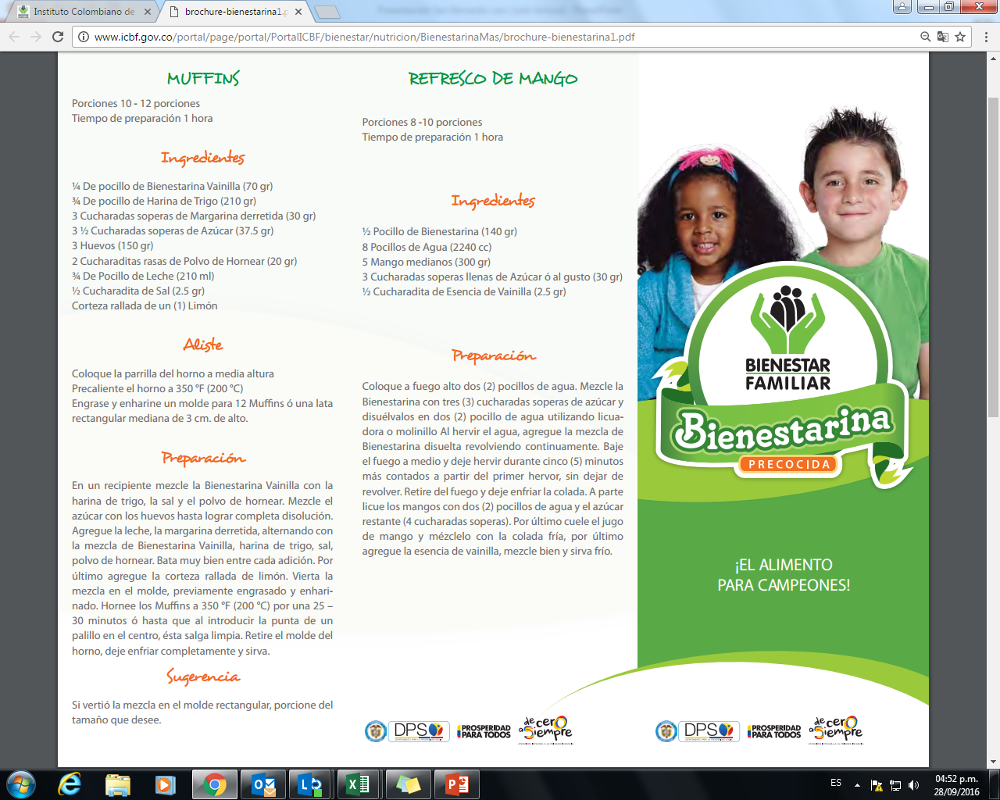 Instituto Colombiano de
brochure-bienestarina1.p
www.icbf.gov.co/portal/page/portal/PortalICBF/bienestar/nutricion/BienestarinaMas/brochure-bienestarina1.pdf
MUFFINS
Porciones 10 - 12 porciones
Tiempo de preparación 1 hora
Ingredientes
¼ De pocillo de Bienestarina Vainilla (70 gr)
¾ De pocillo de Harina de Trigo (210 gr)
3 Cucharadas soperas de Margarina derretida (30 gr)
3 ½ Cucharadas soperas de Azúcar (37.5 gr)
3 Huevos (150 gr)
2 Cucharaditas rasas de Polvo de Hornear (20 gr)
¾ De Pocillo de Leche (210 ml)
½ Cucharadita de Sal (2.5 gr)
Corteza rallada de un (1) Limón
Aliste
Coloque la parrilla del horno a media altura
Precaliente el horno a 350 °F (200 °C)
Engrase y enharine un molde para 12 Muffins ó una lata
rectangular mediana de 3 cm. de alto.
Preparación
En un recipiente mezcle la Bienestarina Vainilla con la
harina de trigo, la sal y el polvo de hornear. Mezcle el
azúcar con los huevos hasta lograr completa disolución.
Agregue la leche, la margarina derretida, alternando con
la mezcla de Bienestarina Vainilla, harina de trigo, sal,
polvo de hornear. Bata muy bien entre cada adición. Por
último agregue la corteza rallada de limón. Vierta la
mezcla en el molde, previamente engrasado y enhari-
nado. Hornee los Muffins a 350 °F (200 °C) por una 25 –
30 minutos ó hasta que al introducir la punta de un
palillo en el centro, ésta salga limpia. Retire el molde del
horno, deje enfriar completamente y sirva.
Sugerencia
Si vertió la mezcla en el molde rectangular, porcione del
tamaño que desee.
REFRESCO DE MANGO
Porciones 8 -10 porciones
Tiempo de preparación 1 hora
Ingredientes
½ Pocillo de Bienestarina (140 gr)
8 Pocillos de Agua (2240 cc)
5 Mango medianos (300 gr)
3 Cucharadas soperas llenas de Azúcar ó al gusto (30 gr)
½ Cucharadita de Esencia de Vainilla (2.5 gr)
Preparación
Coloque a fuego alto dos (2) pocillos de agua. Mezcle la
Bienestarina con tres (3) cucharadas soperas de azúcar y
disuélvalos en dos (2) pocillo de agua utilizando licua-
dora o molinillo Al hervir el agua, agregue la mezcla de
Bienestarina disuelta revolviendo continuamente. Baje
el fuego a medio y deje hervir durante cinco (5) minutos
más contados a partir del primer hervor, sin dejar de
revolver. Retire del fuego y deje enfriar la colada. A parte
licue los mangos con dos (2) pocillos de agua y el azúcar
restante (4 cucharadas soperas). Por último cuele el jugo
de mango y mézclelo con la colada fría, por último
agregue la esencia de vainilla, mezcle bien y sirva frío.
DPS
PROSPERIDAD
PARA TODOS
de cero
a Siempre
BIENESTAR
FAMILIAR
Bienestarina
PRECOCIDA
¡EL ALIMENTO
PARA CAMPEONES!
DPS
PROSPERIDAD
PARA TODOS
de cero
a Siempre
ES
04:52 p.m.
28/09/2016